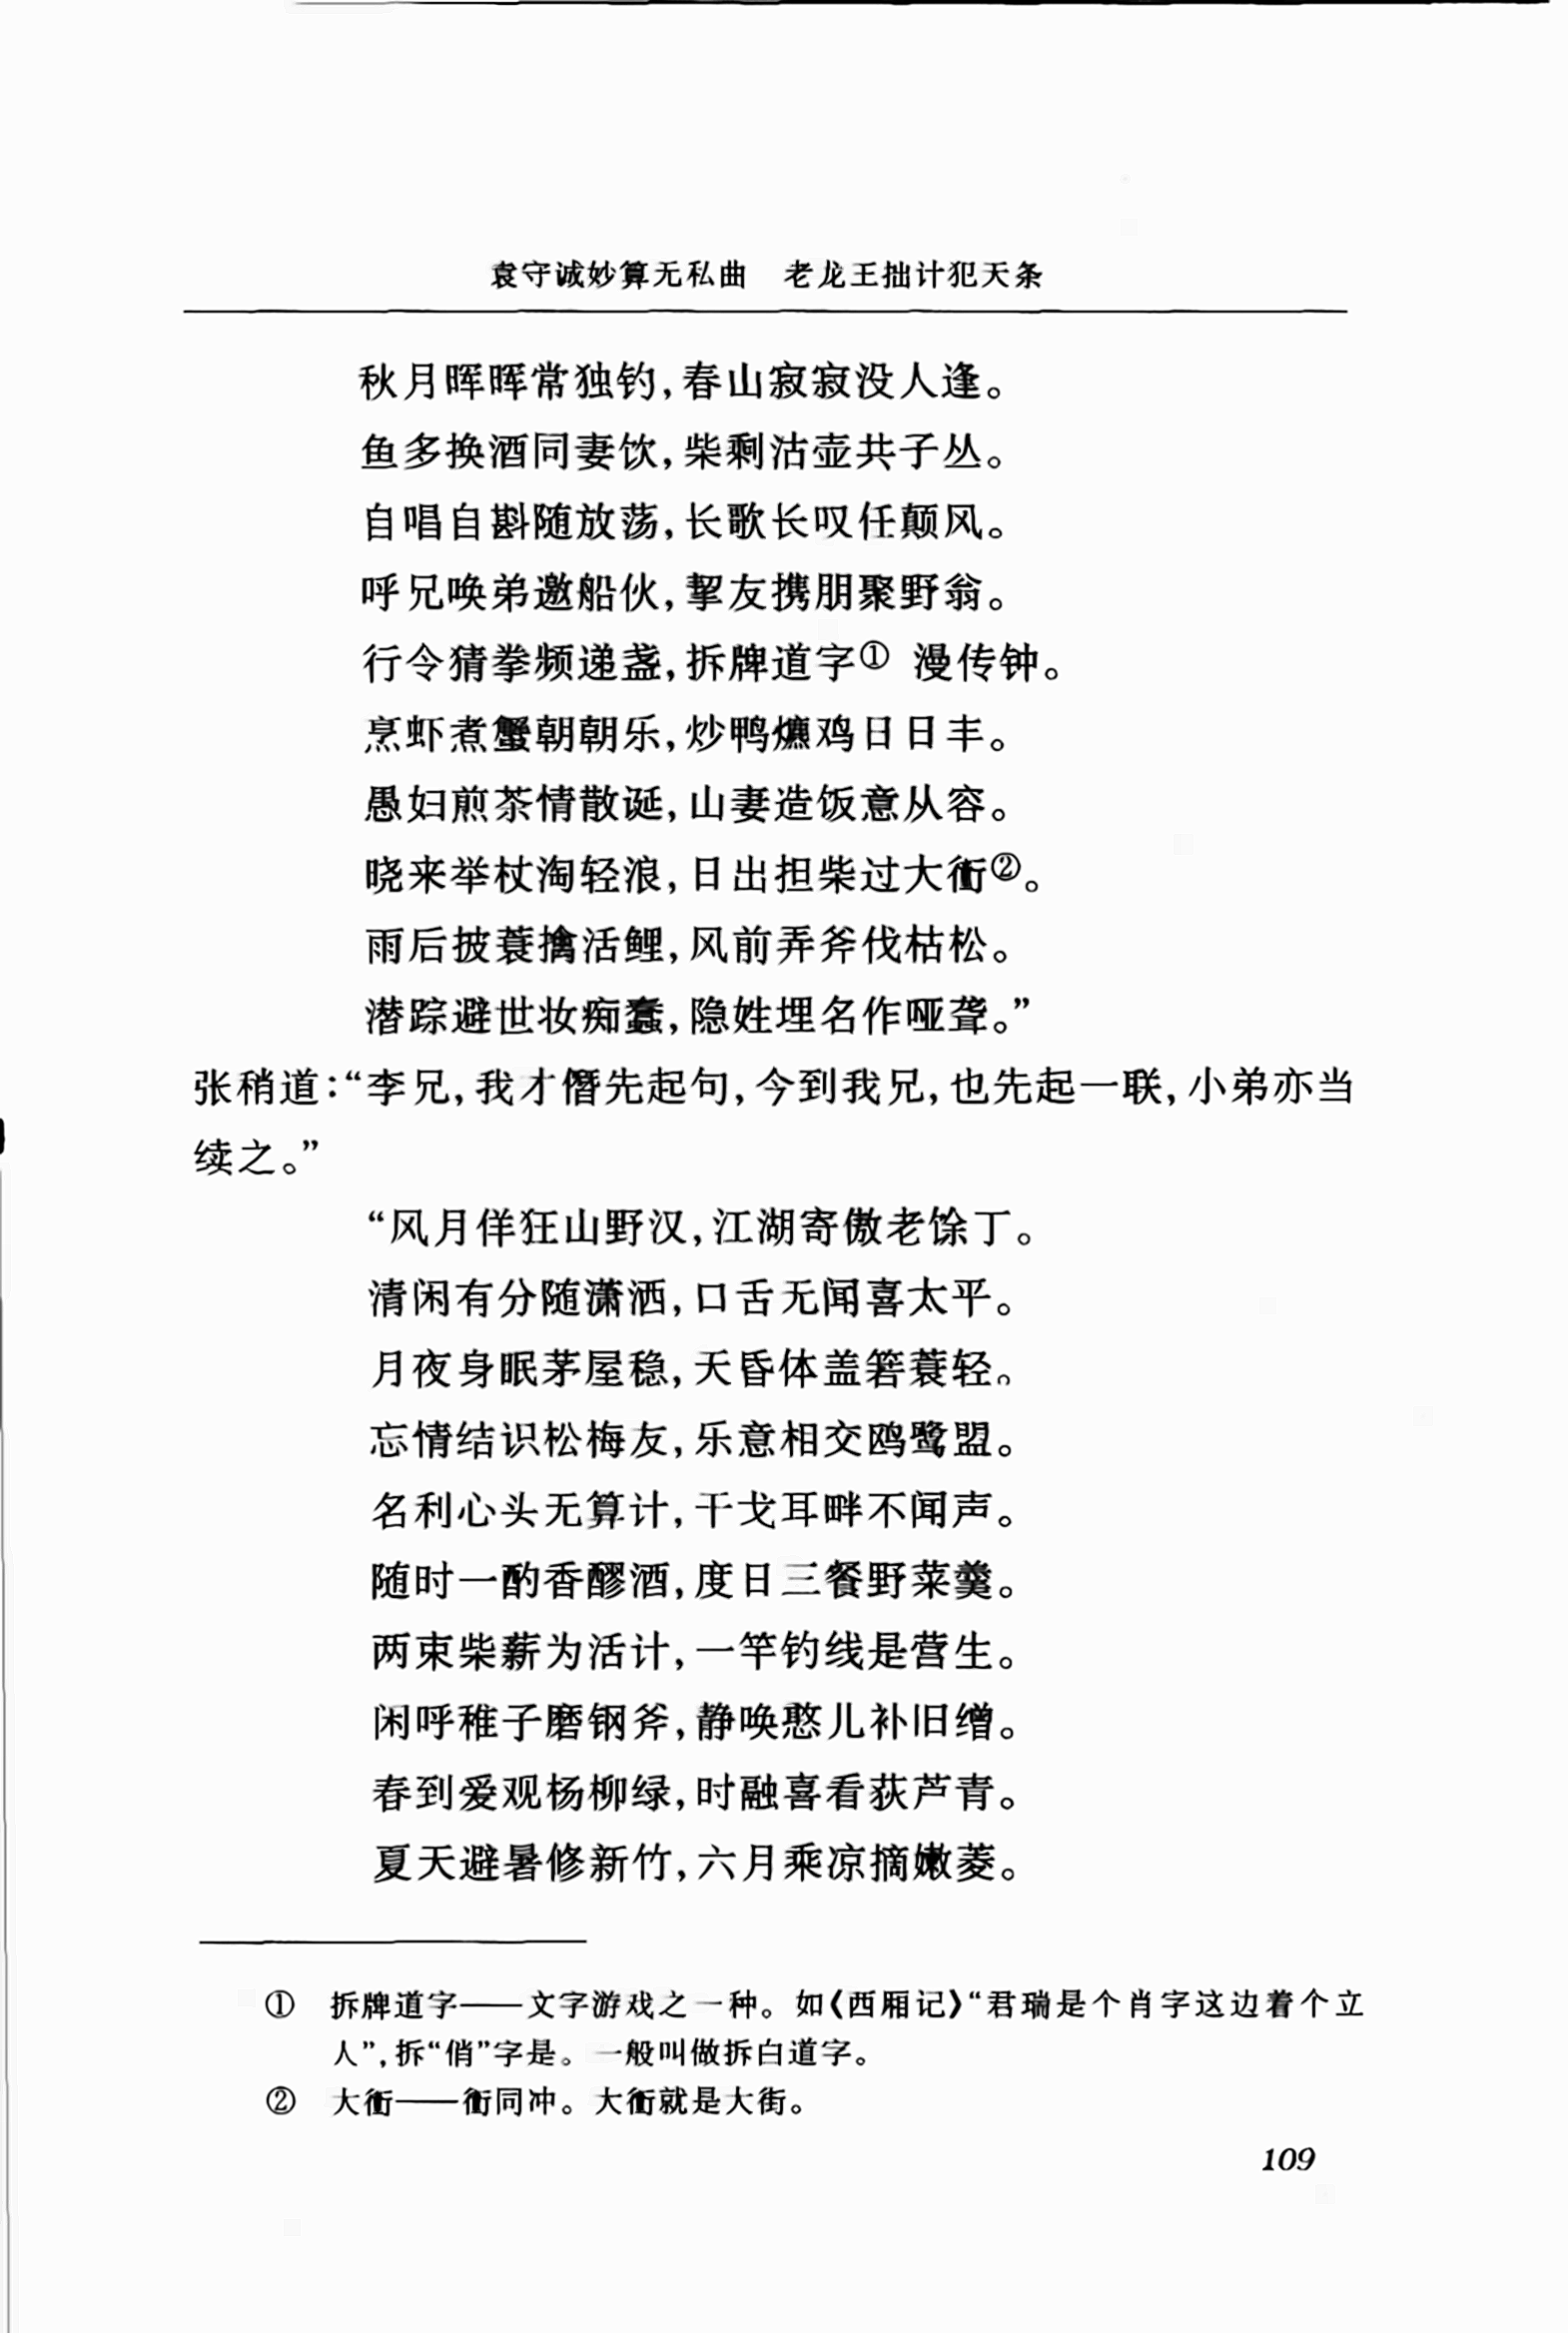 袁守诚妙算无私曲　老龙王拙计犯天条
秋月晖晖常独钓,春山寂寂没人逢。
鱼多换酒同妻饮,柴剩沽壶共子丛。
自唱自斟随放荡,长歌长叹任颠风。
呼兄唤弟邀船伙,挈友携朋聚野翁。
行令猜拳频递盏,拆牌道字① 漫传钟。
烹虾煮蟹朝朝乐,炒鸭爊鸡日日丰。
愚妇煎茶情散诞,山妻造饭意从容。
晓来举杖淘轻浪,日出担柴过大衝②。
雨后披蓑擒活鲤,风前弄斧伐枯松。
潜踪避世妆痴蠢,隐姓埋名作哑聋。”
张稍道:“李兄,我才僭先起句,今到我兄,也先起一联,小弟亦当
续之。”
“风月佯狂山野汉,江湖寄傲老馀丁。
清闲有分随潇洒,口舌无闻喜太平。
月夜身眠茅屋稳,天昏体盖箬蓑轻。
忘情结识松梅友,乐意相交鸥鹭盟。
名利心头无算计,干戈耳畔不闻声。
随时一酌香醪酒,度日三餐野菜羹。
两束柴薪为活计,一竿钓线是营生。
闲呼稚子磨钢斧,静唤憨儿补旧缯。
春到爱观杨柳绿,时融喜看荻芦青。
夏天避暑修新竹,六月乘凉摘嫩菱。
①　拆牌道字——文字游戏之一种。如《西厢记》“君瑞是个肖字这边着个立
人”,拆“俏”字是。一般叫做拆白道字。
②　大衝——衝同冲。大衝就是大街。
109